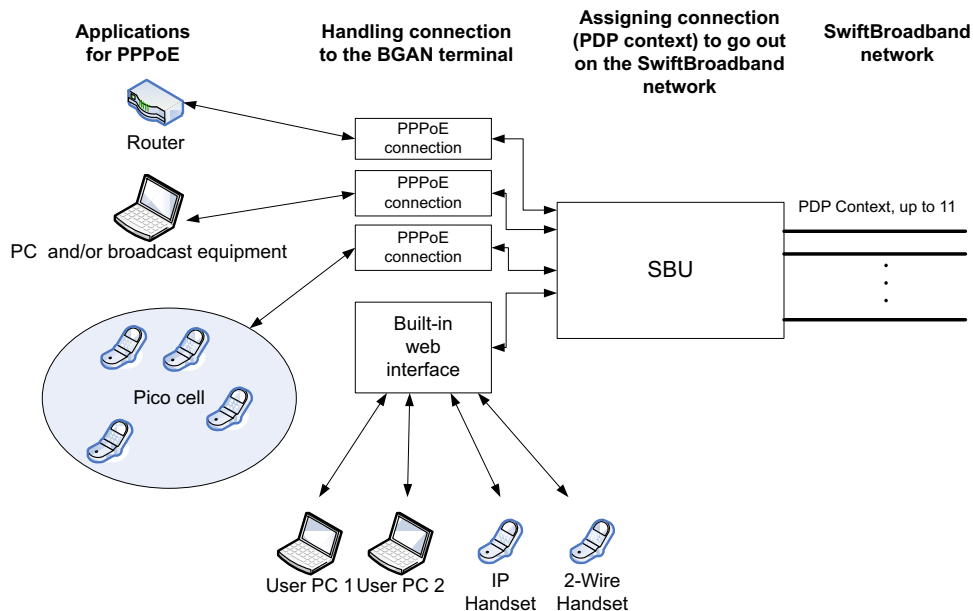 Applications
for PPPoE
Handling connection
to the BGAN terminal
Assigning connection
(PDP context) to go out
on the SwiftBroadband
network
SwiftBroadband
network
Router
PPPoE
connection
PC and/or broadcast equipment
PPPoE
connection
PPPoE
connection
SBU
PDP Context, up to 11
Built-in
web
interface
Pico cell
User PC 1
User PC 2
IP
Handset
2-Wire
Handset